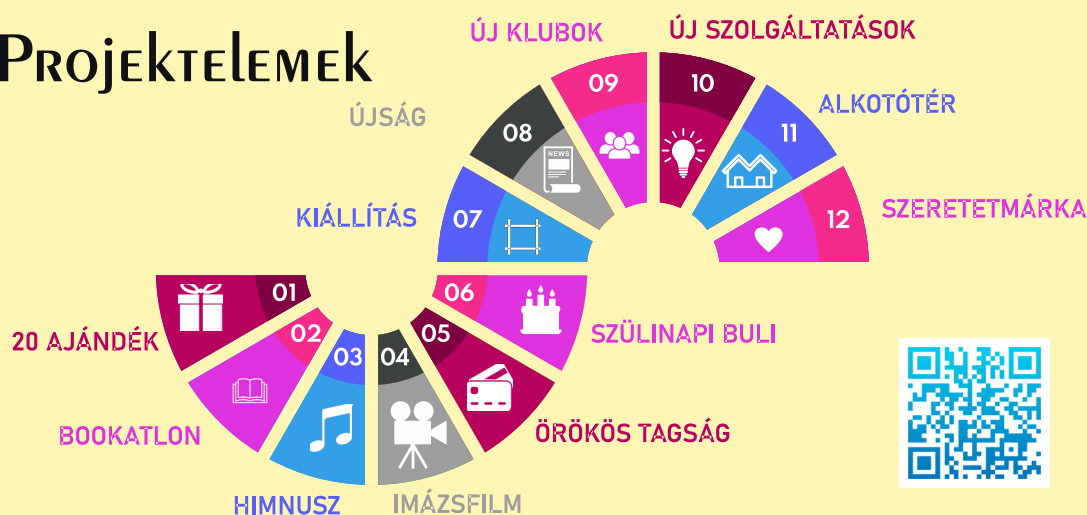 Projektelemek
01
20 AJÁNDÉK
02
BOOKATLON
03
HIMNUSZ
04
IMÁZSFILM
05
ÖRÖKÖS TAGSÁG
06
SZÜLINAPI BULI
07
KIÁLLÍTÁS
08
NEWS
ÚJSÁG
09
ÚJ KLUBOK
10
ÚJ SZOLGÁLTATÁSOK
11
ALKOTÓTÉR
12
SZERETETMÁRKA